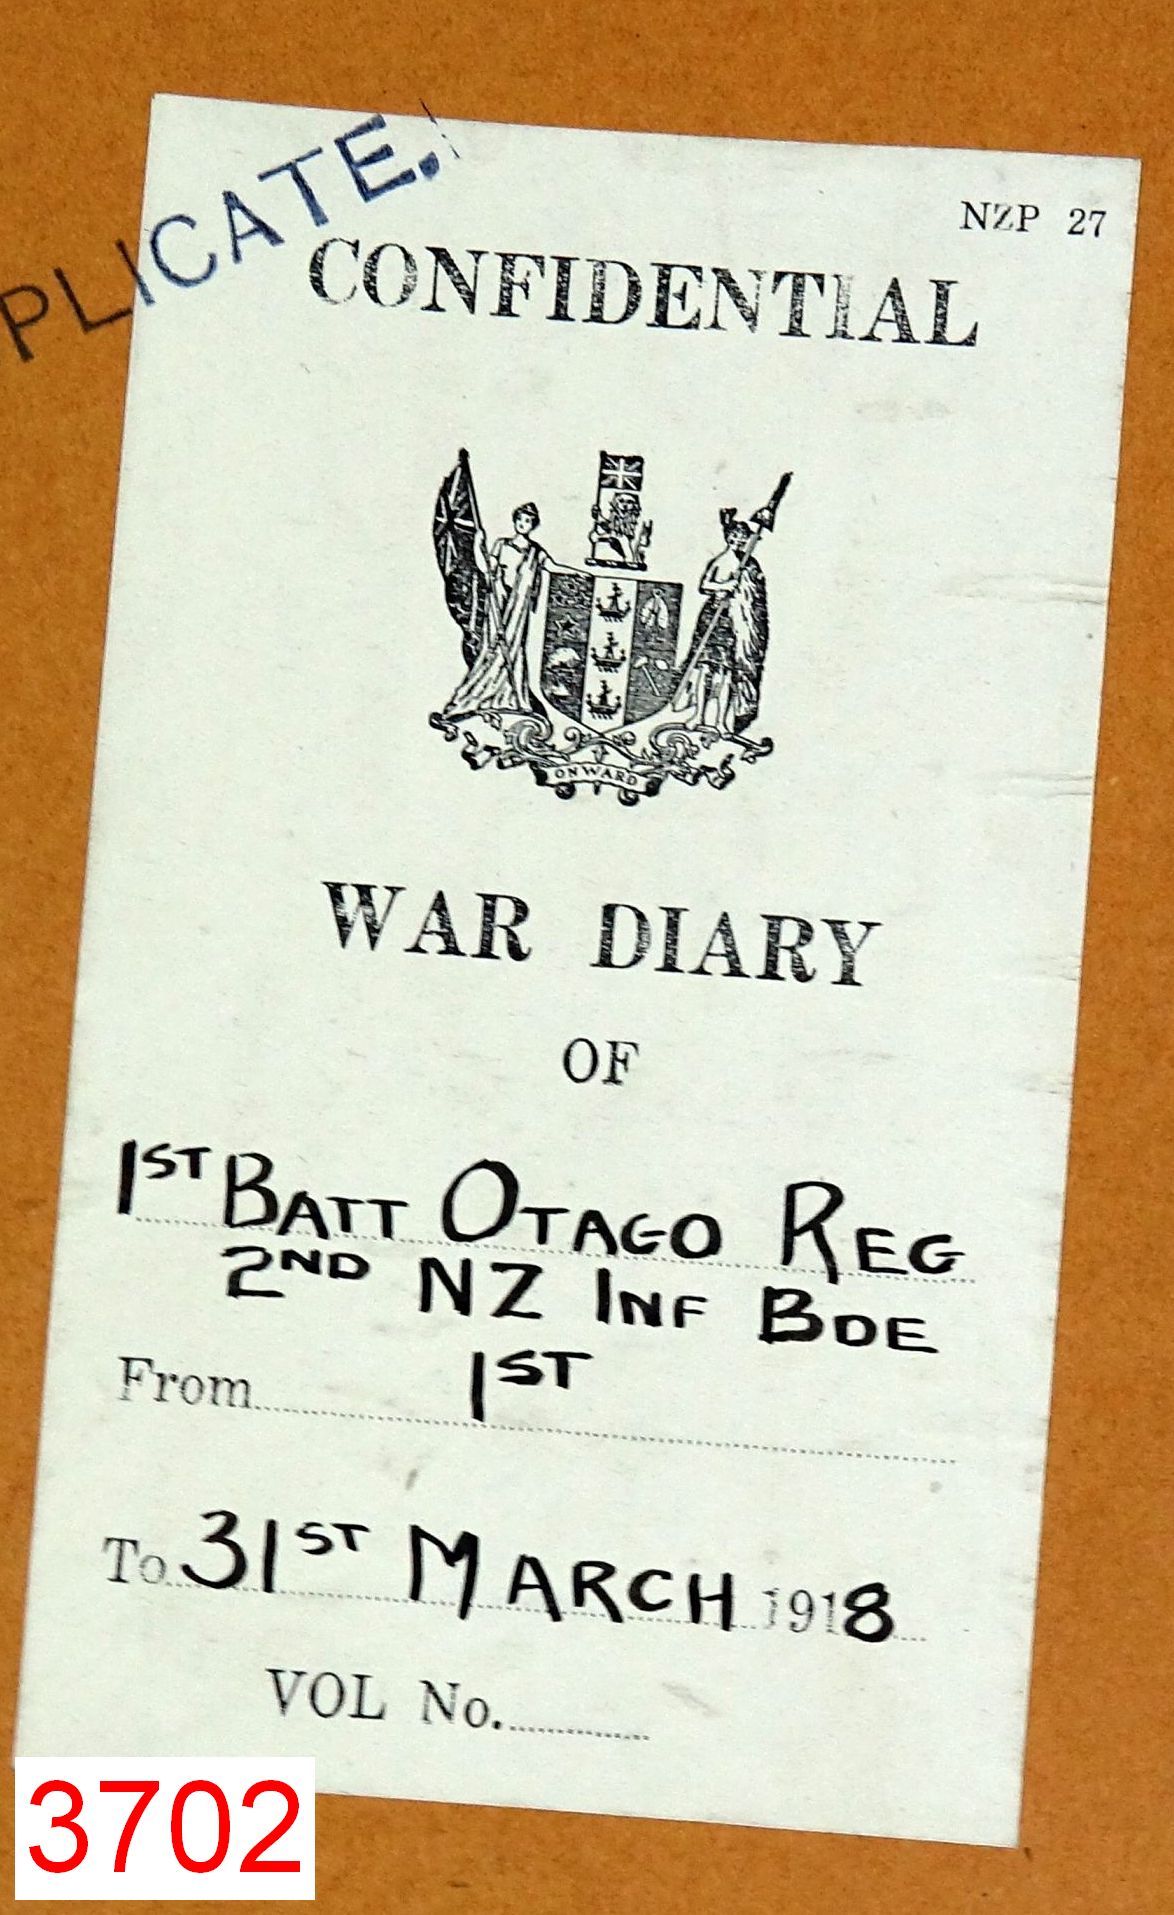 PLICATE.
NZP 27
CONFIDENTIAL
ONWARD
WAR DIARY
OF
1ST BATT OTAGO REG
2ND NZ INF BDE
From 1ST
To 31ST MARCH 1918
VOL No.
3702